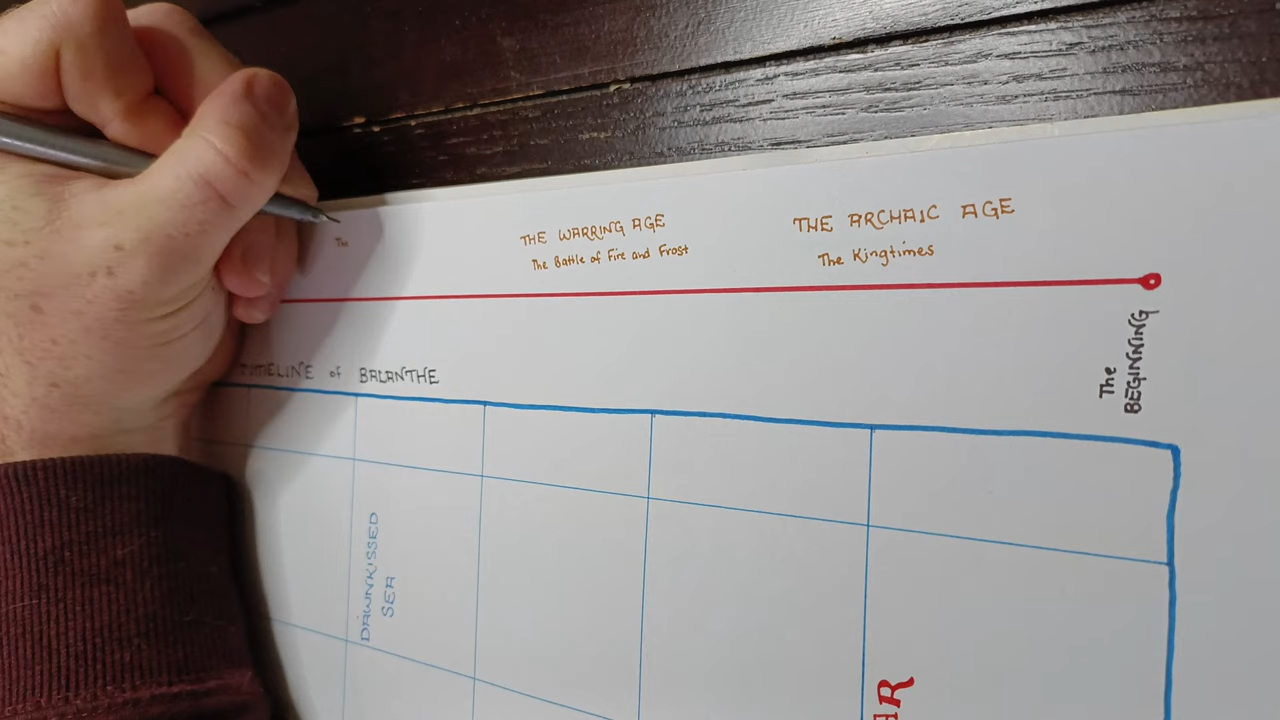 The
THE WARRING AGE
The Battle of Fire and Frost
THE ARCHAIC AGE
The Kingtimes
The
BEGINNING
TIMELINE of BALANTHE
DAWNKISSED
SEA